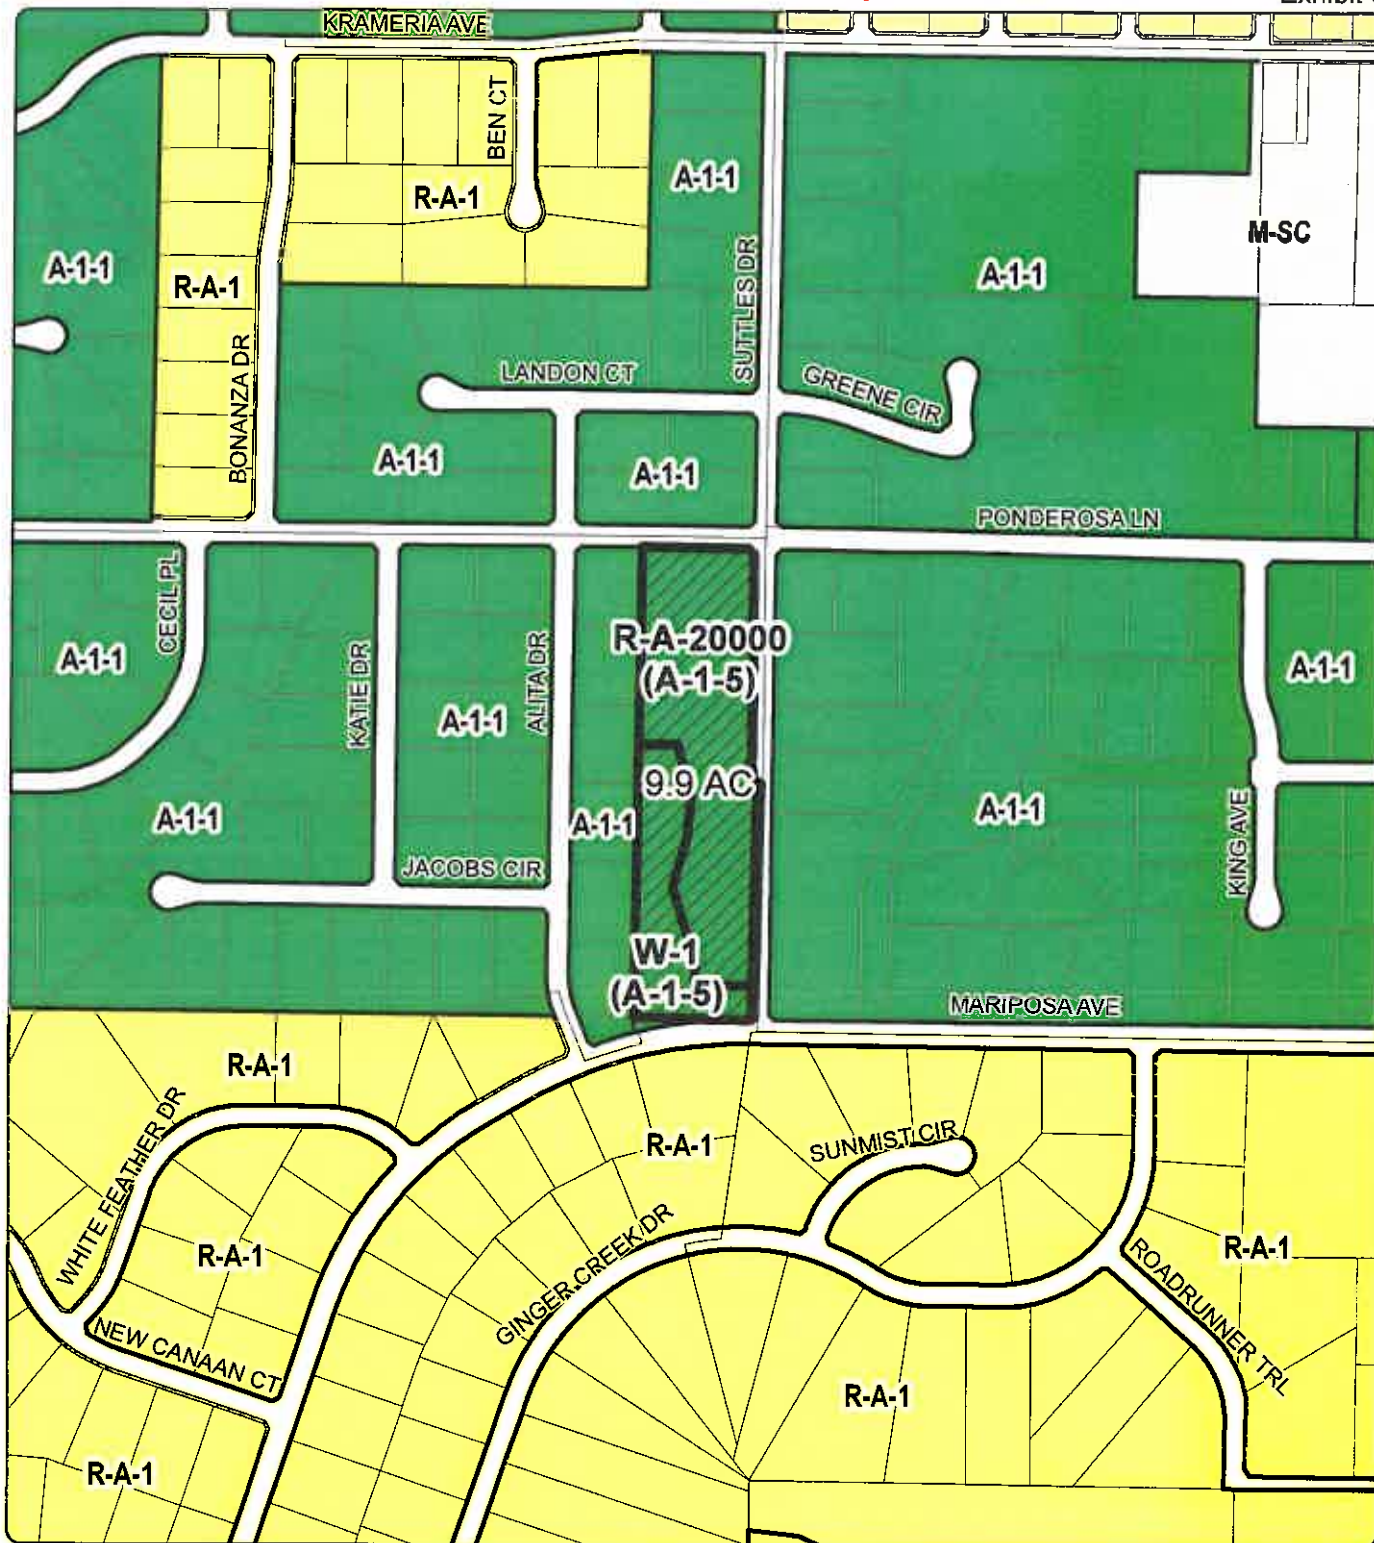 KRAMERIA AVE
BEN CT
A-1-1
R-A-1
M-SC
A-1-1
R-A-1
A-1-1
SUTTLES DR
BONANZA DR
LANDON CT
GREENE CIR
A-1-1
A-1-1
PONDEROSA LN
CECIL PL
A-1-1
KATIE DR
A-1-1
ALITA DR
R-A-20000
(A-1-5)
A-1-1
9.9 AC
A-1-1
A-1-1
A-1-1
KING AVE
JACOBS CIR
W-1
(A-1-5)
MARIPOSA AVE
R-A-1
WHITE FEATHER DR
R-A-1
SUNMIST CIR
R-A-1
GINGER CREEK DR
R-A-1
ROADRUNNER TRL
NEW CANAAN CT
R-A-1
R-A-1